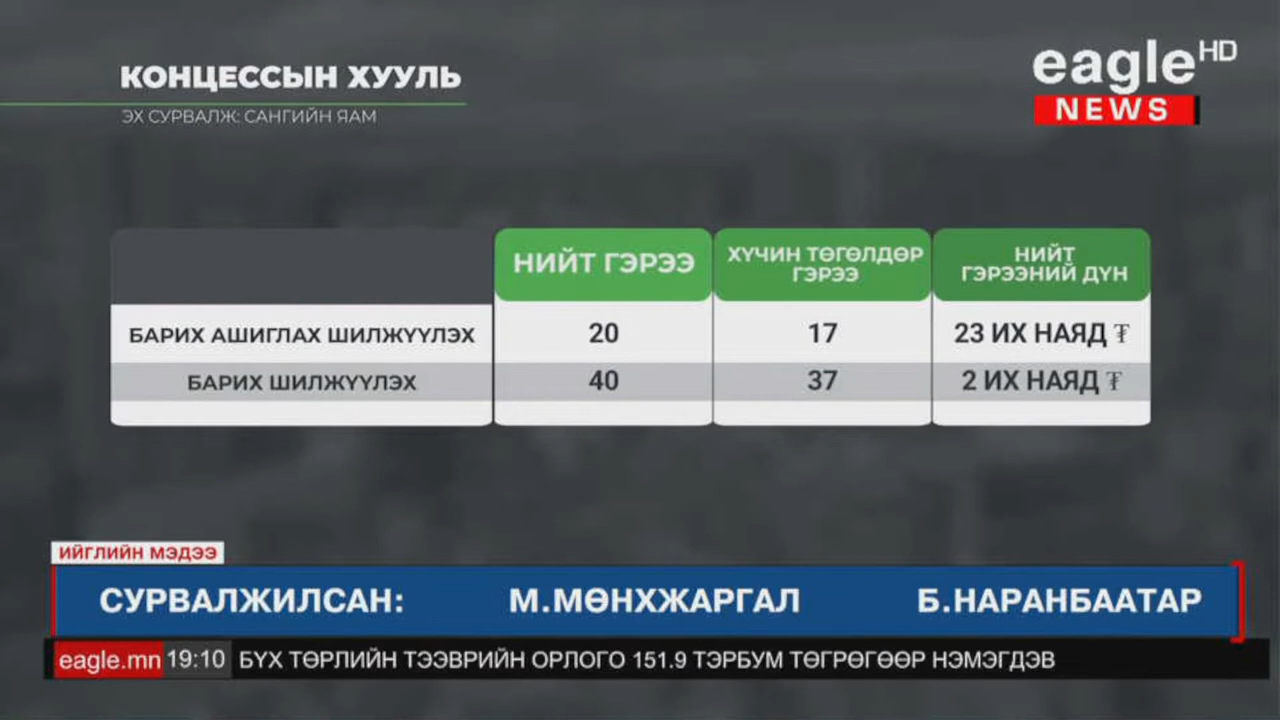 КОНЦЕССЫН ХУУЛЬ
ЭХ СУРВАЛЖ: САНГИЙН ЯАМ
eagle HD
NEWS
НИЙТ ГЭРЭЭ
ХҮЧИН ТӨГӨЛДӨР
ГЭРЭЭ
НИЙТ
ГЭРЭЭНИЙ ДҮН
БАРИХ АШИГЛАХ ШИЛЖҮҮЛЭХ 20 17 23 ИХ НАЯД ₮
БАРИХ ШИЛЖҮҮЛЭХ 40 37 2 ИХ НАЯД ₮
ИЙГЛИЙН МЭДЭЭ
СУРВАЛЖИЛСАН: М.МӨНХЖАРГАЛ Б.НАРАНБААТАР
eagle.mn 19:10 БҮХ ТӨРЛИЙН ТЭЭВРИЙН ОРЛОГО 151.9 ТЭРБУМ ТӨГРӨГӨӨР НЭМЭГДЭВ